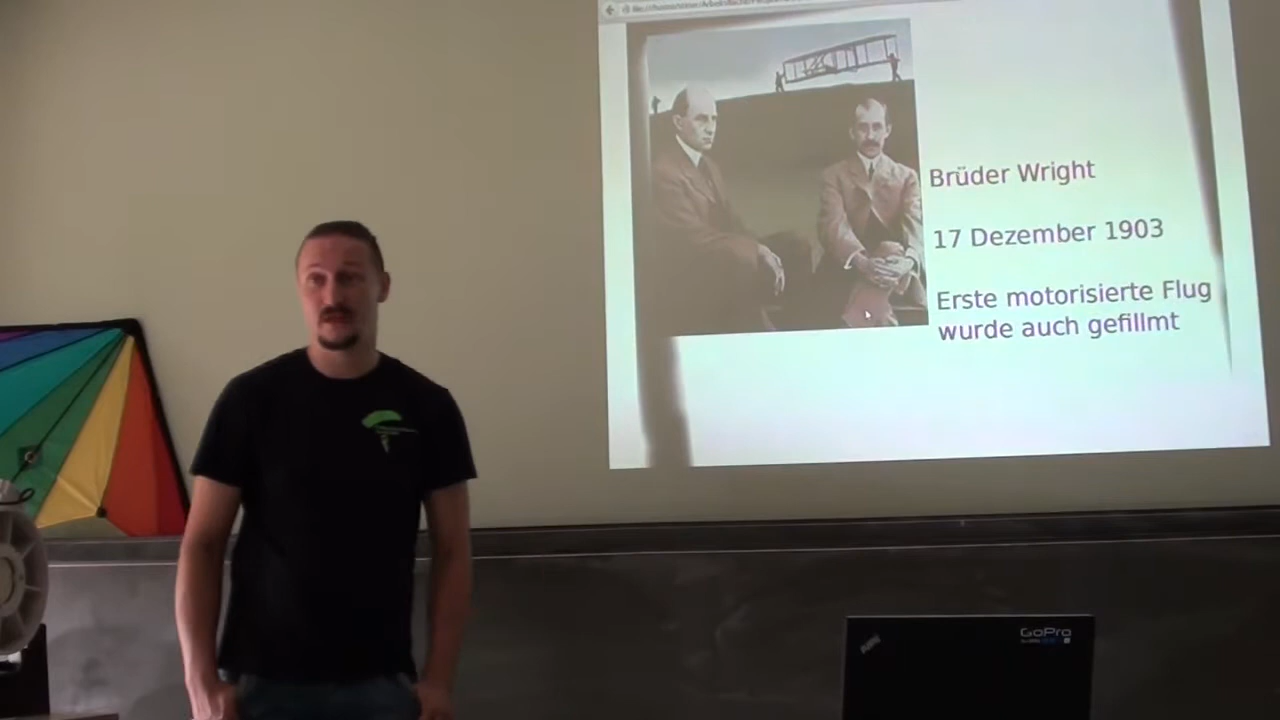 Brüder Wright
17 Dezember 1903
Erste motorisierte Flug
wurde auch gefillmt
GoPro